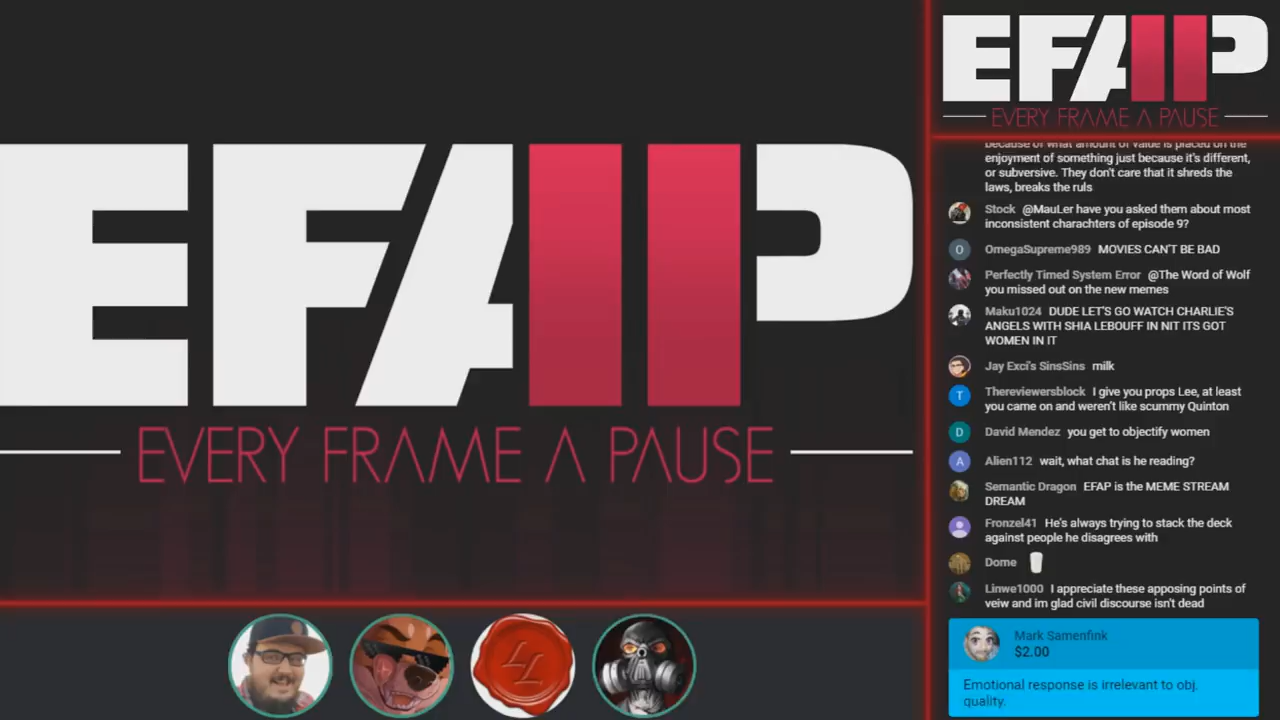 EFAP
EVERY FRAME A PAUSE
EFAP
EVERY FRAME A PAUSE
because of what amount of value is placed on the
enjoyment of something just because it's different,
or subversive. They don't care that it shreds the
laws, breaks the ruls
Stock @MauLer have you asked them about most
inconsistent charachters of episode 9?
O
OmegaSupreme989 MOVIES CAN'T BE BAD
Perfectly Timed System Error @The Word of Wolf
you missed out on the new memes
Maku1024 DUDE LET'S GO WATCH CHARLIE'S
ANGELS WITH SHIA LEBOUFF IN NIT ITS GOT
WOMEN IN IT
Jay Exci's SinsSins milk
T
Thereviewersblock I give you props Lee, at least
you came on and weren't like scummy Quinton
D
David Mendez you get to objectify women
A
Alien112 wait, what chat is he reading?
Semantic Dragon EFAP is the MEME STREAM
DREAM
Fronzel41 He's always trying to stack the deck
against people he disagrees with
Dome
Linwe1000 I appreciate these apposing points of
veiw and im glad civil discourse isn't dead
Mark Samenfink
$2.00
Emotional response is irrelevant to obj.
quality.
LL